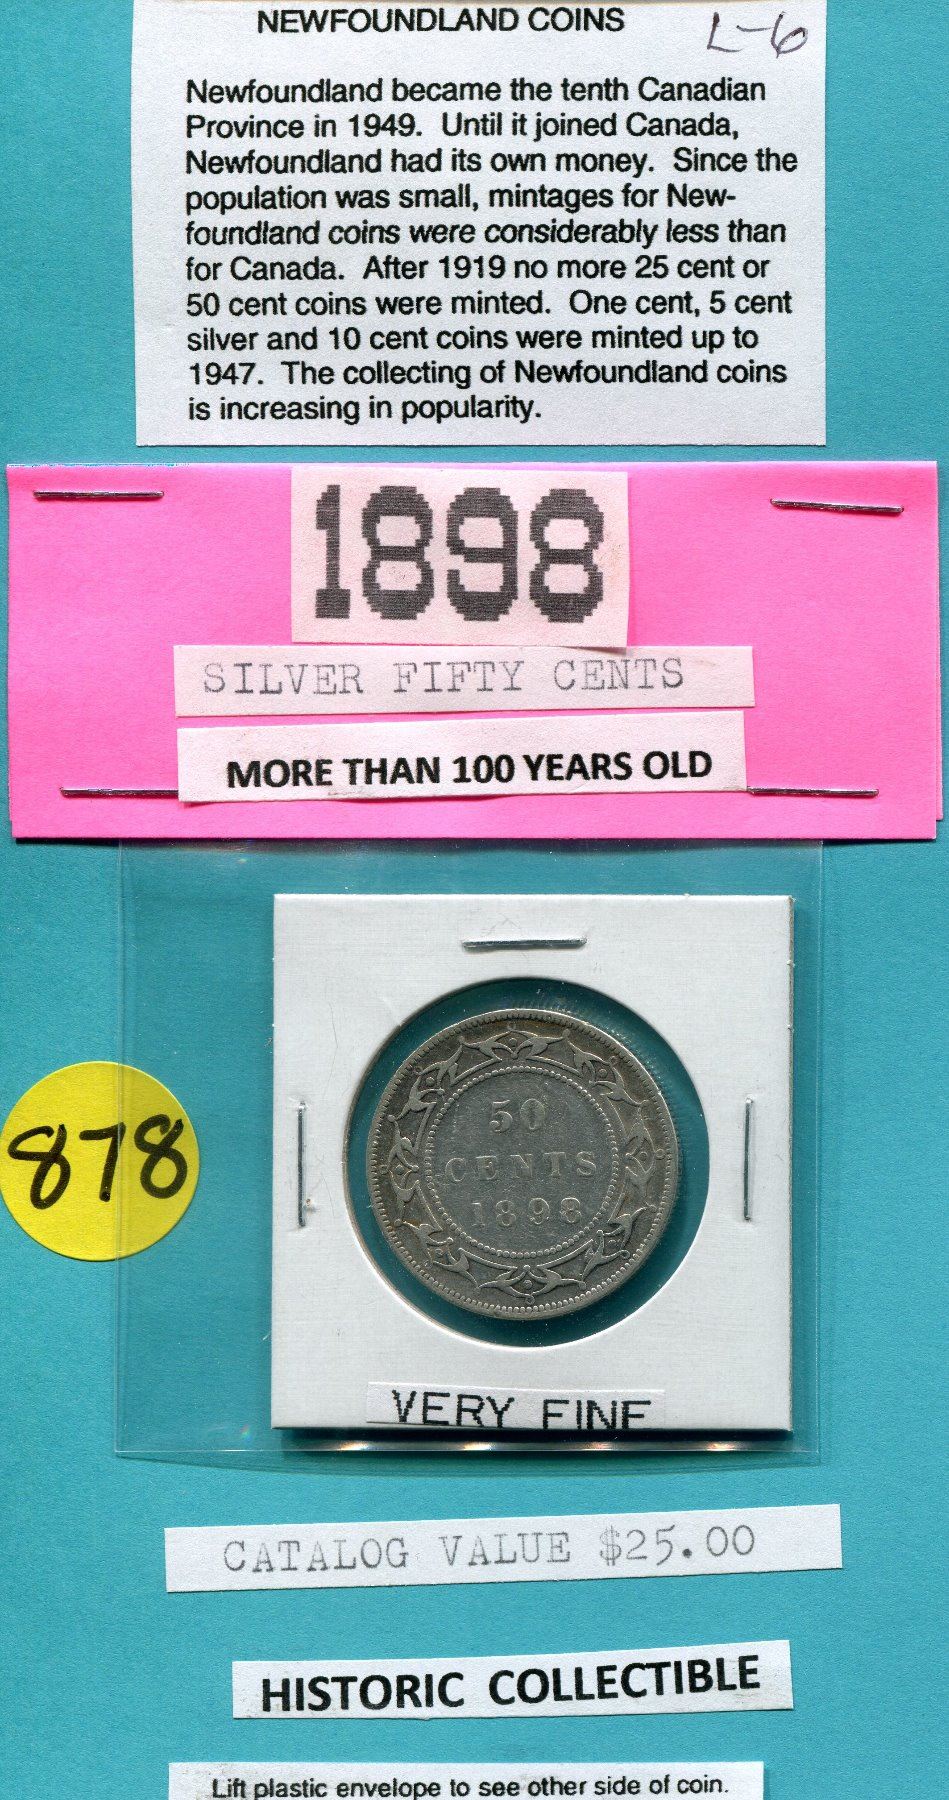 NEWFOUNDLAND COINS
L-6
Newfoundland became the tenth Canadian
Province in 1949. Until it joined Canada,
Newfoundland had its own money. Since the
population was small, mintages for New-
foundland coins were considerably less than
for Canada. After 1919 no more 25 cent or
50 cent coins were minted. One cent, 5 cent
silver and 10 cent coins were minted up to
1947. The collecting of Newfoundland coins
is increasing in popularity.
1898
SILVER FIFTY CENTS
MORE THAN 100 YEARS OLD
878
50
CENTS
1898
VERY FINE
CATALOG VALUE $25.00
HISTORIC COLLECTIBLE
Lift plastic envelope to see other side of coin.